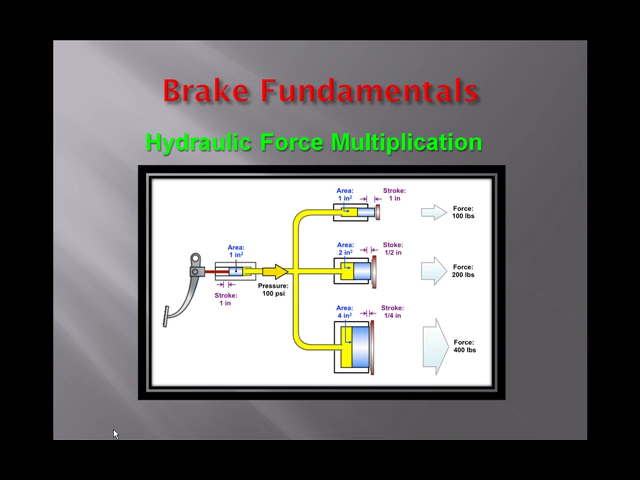 Brake Fundamentals
Hydraulic Force Multiplication
Area:
1 in²
Stroke:
1 in
Force:
100 lbs
Area:
1 in²
Stroke:
1 in
Pressure:
100 psi
Area:
2 in²
Stoke:
1/2 in
Force:
200 lbs
Area:
4 in²
Stroke:
1/4 in
Force:
400 lbs